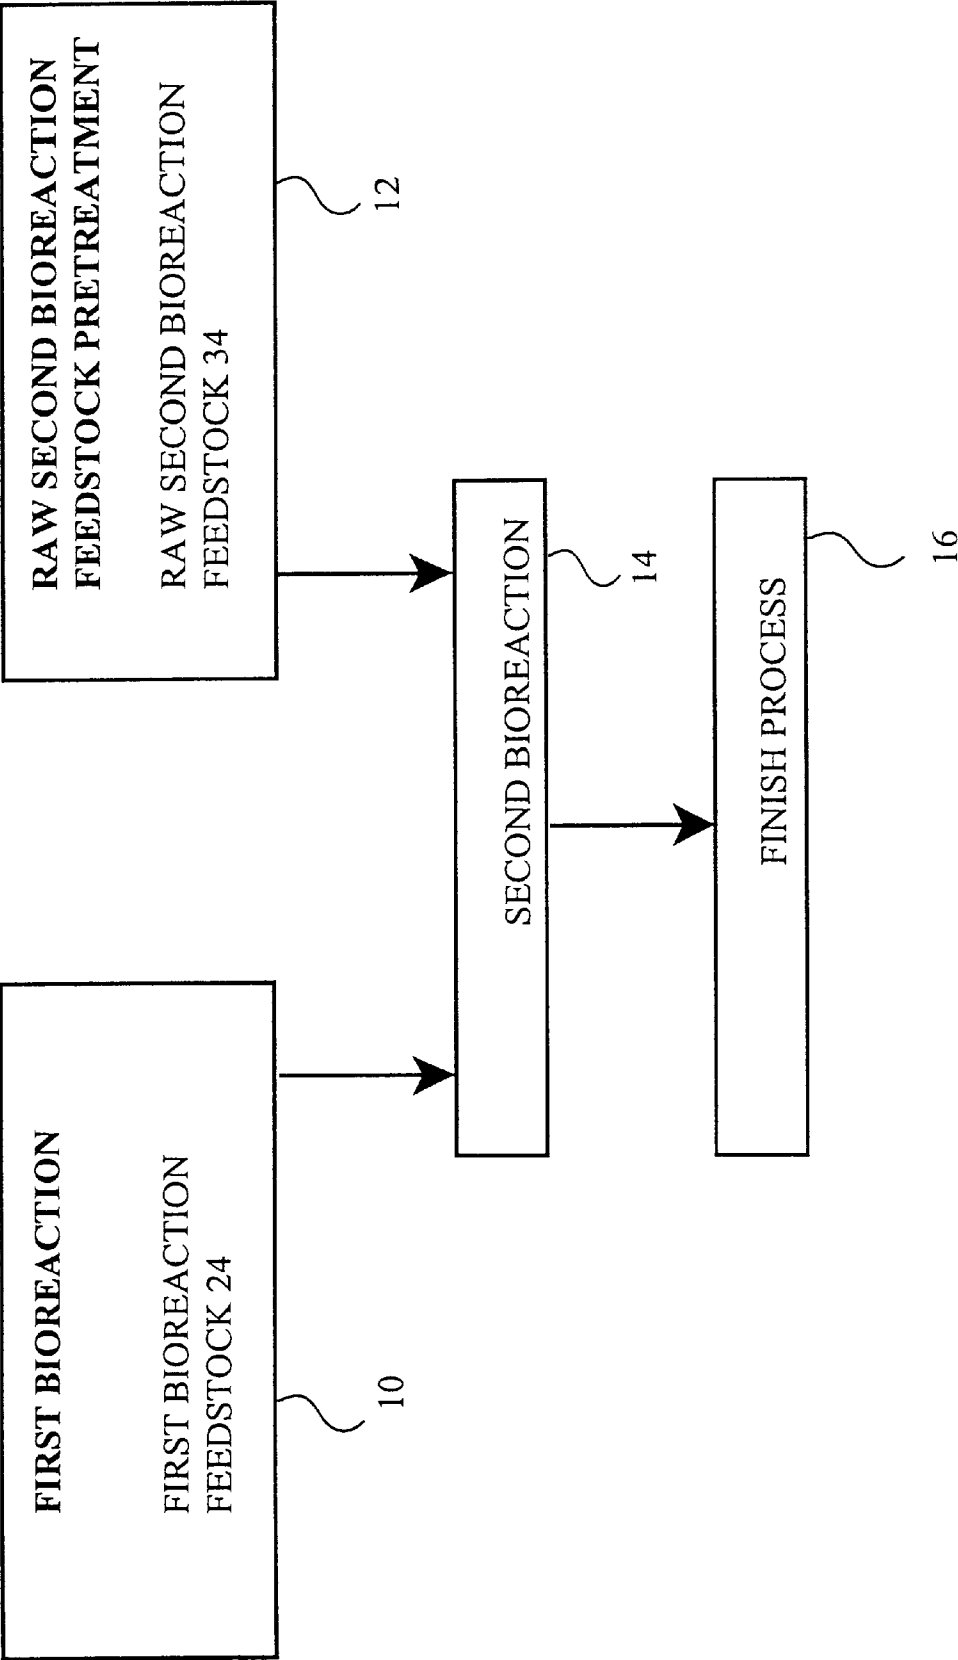 FIRST BIOREACTION
FIRST BIOREACTION
FEEDSTOCK 24
10
RAW SECOND BIOREACTION
FEEDSTOCK PRETREATMENT
RAW SECOND BIOREACTION
FEEDSTOCK 34
12
SECOND BIOREACTION
14
FINISH PROCESS
16